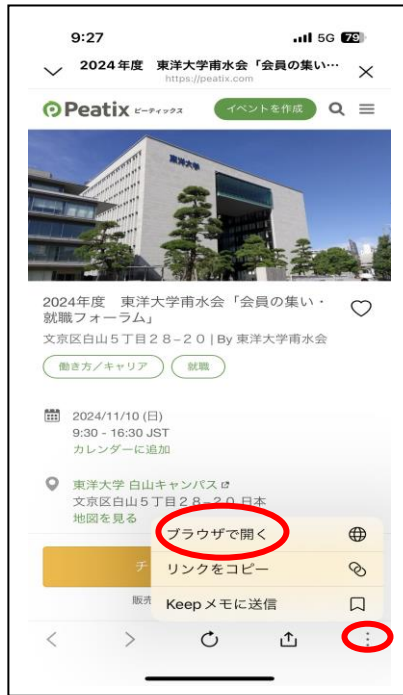 9:27
5G 79
2024年度　東洋大学甫水会「会員の集い…
https://peatix.com
Peatix ピーティックス
イベントを作成
東洋大学
2024年度　東洋大学甫水会「会員の集い・
就職フォーラム」
文京区白山5丁目２８−２０ | By 東洋大学甫水会
働き方／キャリア
就職
2024/11/10 (日)
9:30 - 16:30 JST
カレンダーに追加
東洋大学 白山キャンパス
文京区白山５丁目２８−２０ 日本
地図を見る
ブラウザで開く
チ
リンクをコピー
販売
Keepメモに送信